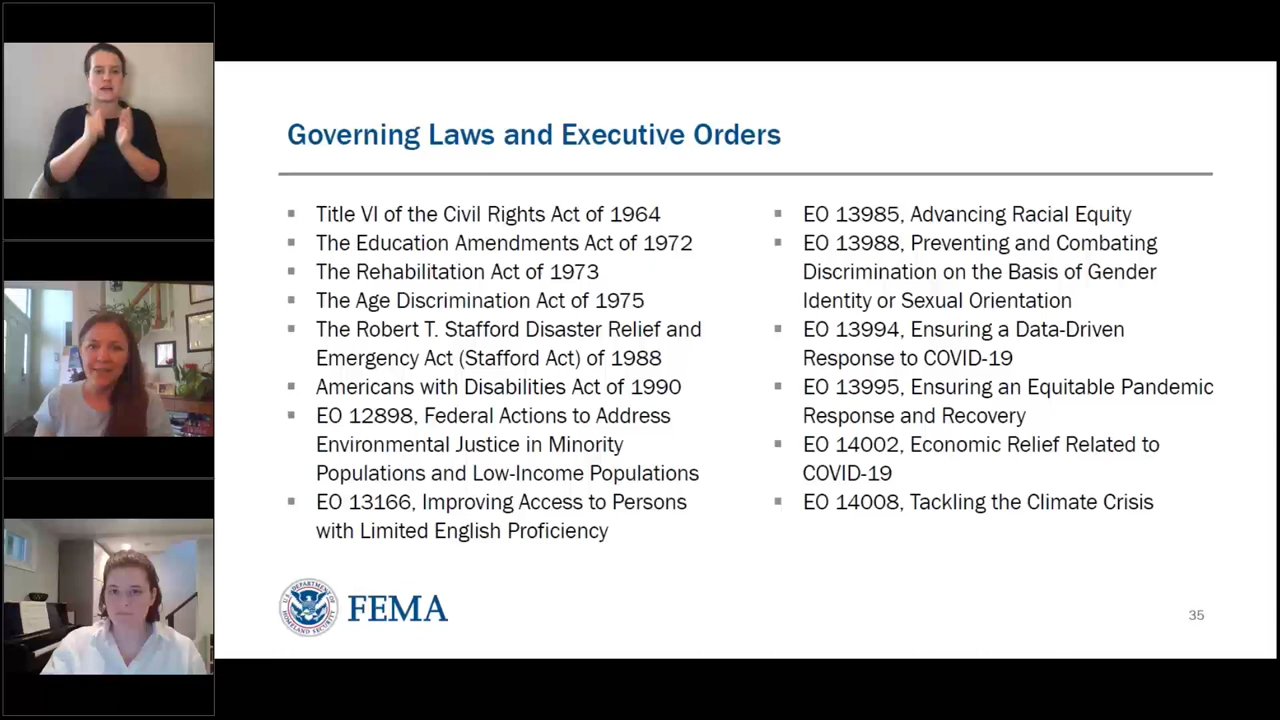 Governing Laws and Executive Orders
▪ Title VI of the Civil Rights Act of 1964
▪ The Education Amendments Act of 1972
▪ The Rehabilitation Act of 1973
▪ The Age Discrimination Act of 1975
▪ The Robert T. Stafford Disaster Relief and
Emergency Act (Stafford Act) of 1988
▪ Americans with Disabilities Act of 1990
▪ EO 12898, Federal Actions to Address
Environmental Justice in Minority
Populations and Low-Income Populations
▪ EO 13166, Improving Access to Persons
with Limited English Proficiency
▪ EO 13985, Advancing Racial Equity
▪ EO 13988, Preventing and Combating
Discrimination on the Basis of Gender
Identity or Sexual Orientation
▪ EO 13994, Ensuring a Data-Driven
Response to COVID-19
▪ EO 13995, Ensuring an Equitable Pandemic
Response and Recovery
▪ EO 14002, Economic Relief Related to
COVID-19
▪ EO 14008, Tackling the Climate Crisis
U.S. DEPARTMENT OF
HOMELAND SECURITY
FEMA
35